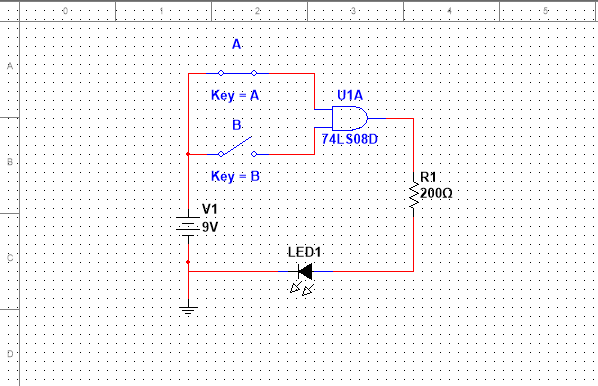 0 1 2 3 4 5
A
A
Key = A
U1A
B
74LS08D
B
Key = B
R1
200Ω
V1
9V
LED1
C
D